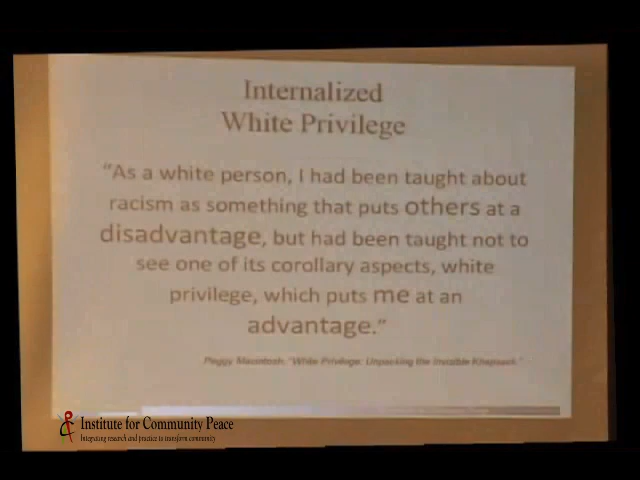 Internalized
White Privilege
"As a white person, I had been taught about
racism as something that puts others at a
disadvantage, but had been taught not to
see one of its corollary aspects, white
privilege, which puts me at an
advantage."
Peggy Macintosh, "White Privilege: Unpacking the Invisible Knapsack."
Institute for Community Peace
Integrating research and practice to transform community